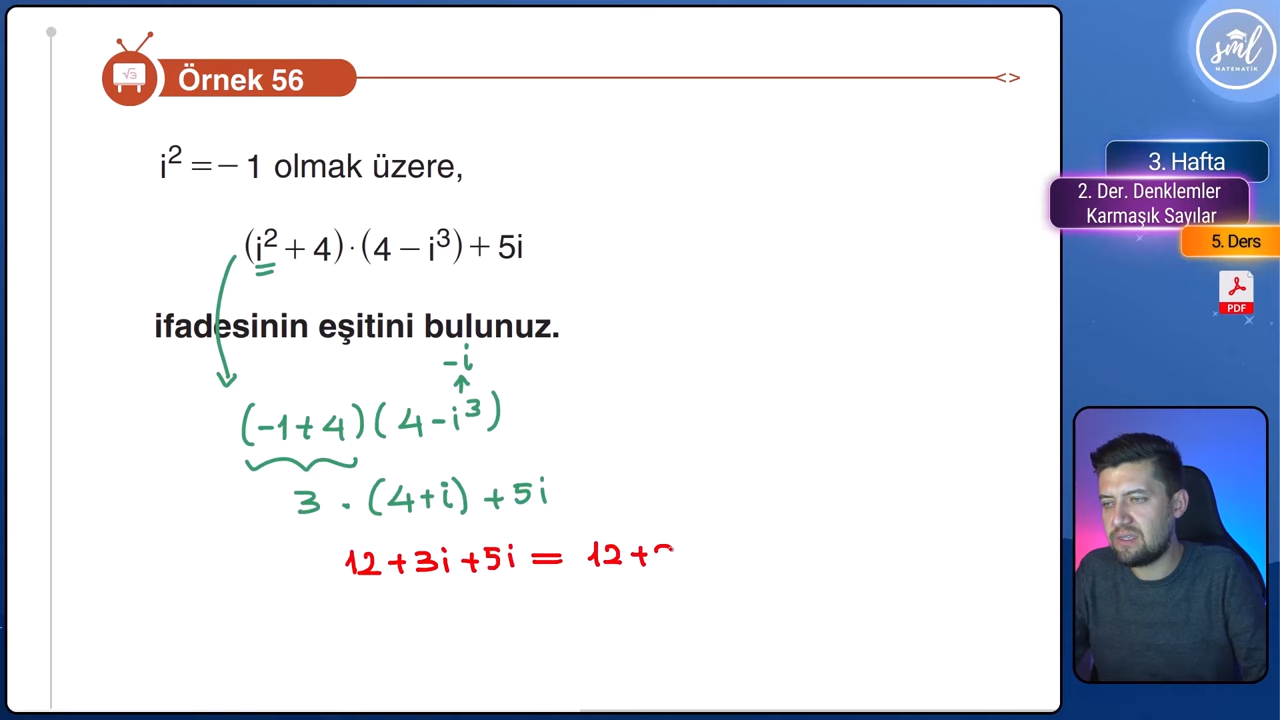 √3
Örnek 56
i² = − 1 olmak üzere,
(i² + 4) · (4 − i³) + 5i
ifadesinin eşitini bulunuz.
-i
(-1+4)(4-i³)
3 . (4+i) +5i
12+3i+5i = 12+
sml
MATEMATİK
3. Hafta
2. Der. Denklemler
Karmaşık Sayılar
5. Ders
PDF